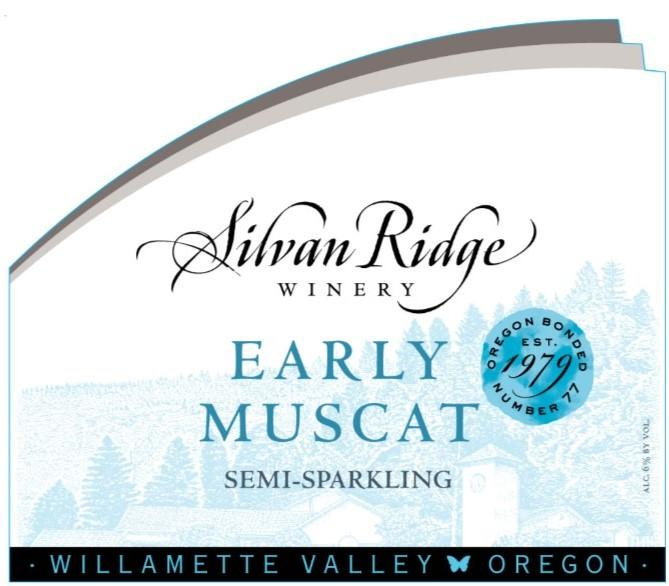 Silvan Ridge
WINERY
EARLY
MUSCAT
SEMI-SPARKLING
OREGON BONDED
EST.
1979
NUMBER 77
ALC. 6% BY VOL.
· WILLAMETTE VALLEY OREGON ·